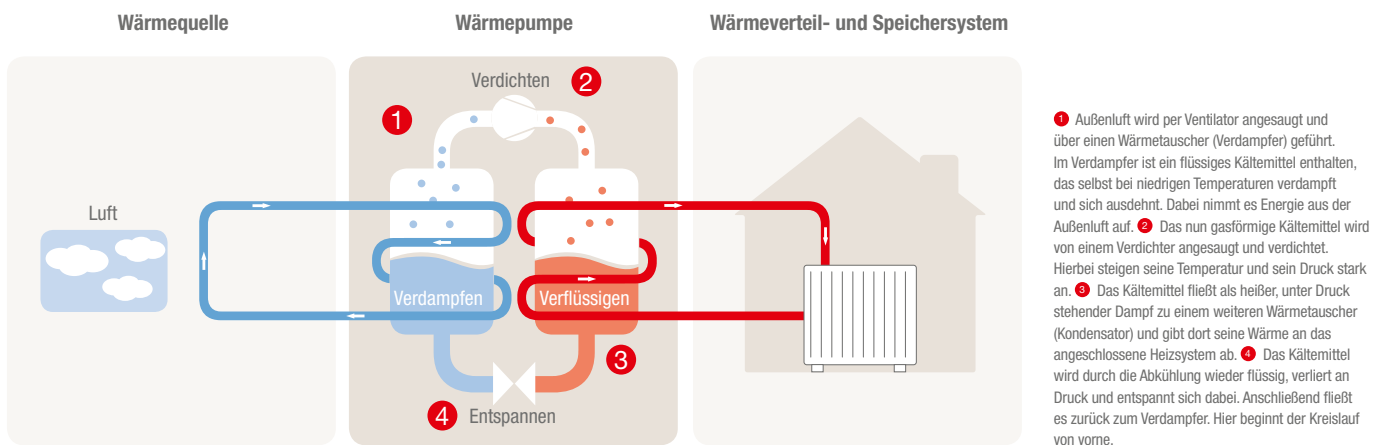 Wärmequelle
Wärmepumpe
Wärmeverteil- und Speichersystem
Verdichten
2
1
Luft
Verdampfen
Verflüssigen
3
4
Entspannen
1 Außenluft wird per Ventilator angesaugt und
über einen Wärmetauscher (Verdampfer) geführt.
Im Verdampfer ist ein flüssiges Kältemittel enthalten,
das selbst bei niedrigen Temperaturen verdampft
und sich ausdehnt. Dabei nimmt es Energie aus der
Außenluft auf. 2 Das nun gasförmige Kältemittel wird
von einem Verdichter angesaugt und verdichtet.
Hierbei steigen seine Temperatur und sein Druck stark
an. 3 Das Kältemittel fließt als heißer, unter Druck
stehender Dampf zu einem weiteren Wärmetauscher
(Kondensator) und gibt dort seine Wärme an das
angeschlossene Heizsystem ab. 4 Das Kältemittel
wird durch die Abkühlung wieder flüssig, verliert an
Druck und entspannt sich dabei. Anschließend fließt
es zurück zum Verdampfer. Hier beginnt der Kreislauf
von vorne.